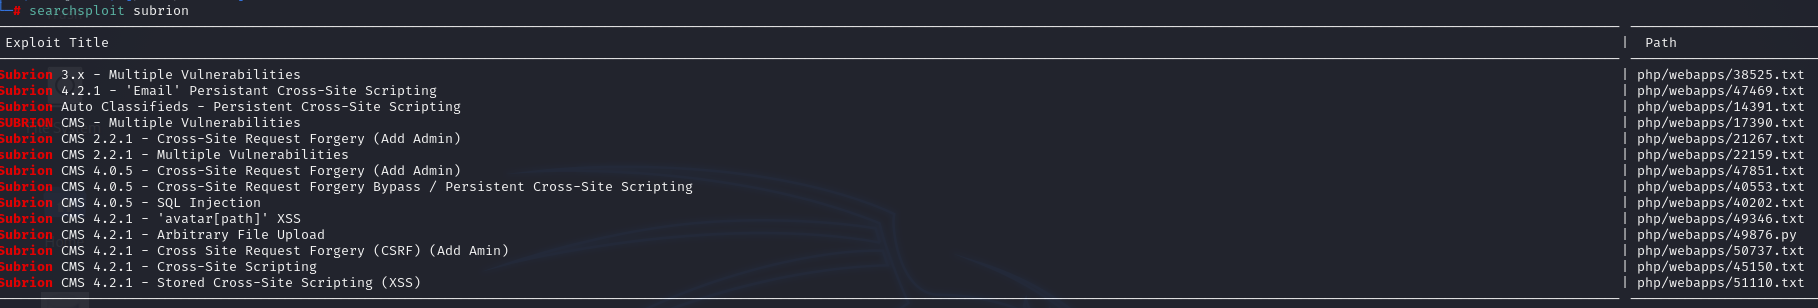 # searchsploit subrion
Exploit Title | Path
Subrion 3.x - Multiple Vulnerabilities | php/webapps/38525.txt
Subrion 4.2.1 - 'Email' Persistant Cross-Site Scripting | php/webapps/47469.txt
Subrion Auto Classifieds - Persistent Cross-Site Scripting | php/webapps/14391.txt
SUBRION CMS - Multiple Vulnerabilities | php/webapps/17390.txt
Subrion CMS 2.2.1 - Cross-Site Request Forgery (Add Admin) | php/webapps/21267.txt
subrion CMS 2.2.1 - Multiple Vulnerabilities | php/webapps/22159.txt
Subrion CMS 4.0.5 - Cross-Site Request Forgery (Add Admin) | php/webapps/47851.txt
Subrion CMS 4.0.5 - Cross-Site Request Forgery Bypass / Persistent Cross-Site Scripting | php/webapps/40553.txt
Subrion CMS 4.0.5 - SQL Injection | php/webapps/40202.txt
Subrion CMS 4.2.1 - 'avatar[path]' XSS | php/webapps/49346.txt
Subrion CMS 4.2.1 - Arbitrary File Upload | php/webapps/49876.py
Subrion CMS 4.2.1 - Cross Site Request Forgery (CSRF) (Add Amin) | php/webapps/50737.txt
Subrion CMS 4.2.1 - Cross-Site Scripting | php/webapps/45150.txt
Subrion CMS 4.2.1 - Stored Cross-Site Scripting (XSS) | php/webapps/51110.txt